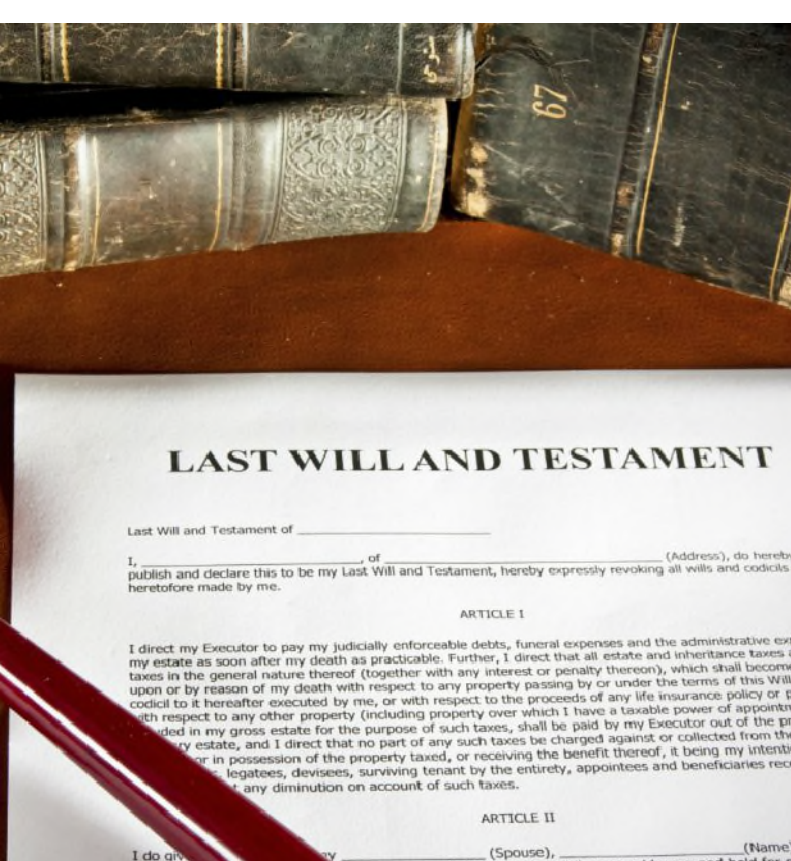 67
LAST WILL AND TESTAMENT
Last Will and Testament of
I, , of (Address), do hereby
publish and declare this to be my Last Will and Testament, hereby expressly revoking all wills and codicils
heretofore made by me.
ARTICLE I
I direct my Executor to pay my judicially enforceable debts, funeral expenses and the administrative
my estate as soon after my death as practicable. Further, I direct that all estate and inheritance taxes
taxes in the general nature thereof (together with any interest or penalty thereon), which shall become
upon or by reason of my death with respect to any property passing by or under the terms of this Will
codicil to it hereafter executed by me, or with respect to the proceeds of any life insurance policy or
with respect to any other property (including property over which I have a taxable power of
in my gross estate for the purpose of such taxes, shall be paid by my Executor out of the
estate, and I direct that no part of any such taxes be charged against or collected from the
or in possession of the property taxed, or receiving the benefit thereof, it being my
legatees, devisees, surviving tenant by the entirety, appointees and beneficiaries
any diminution on account of such taxes.
ARTICLE II
I do (Spouse), (Name)